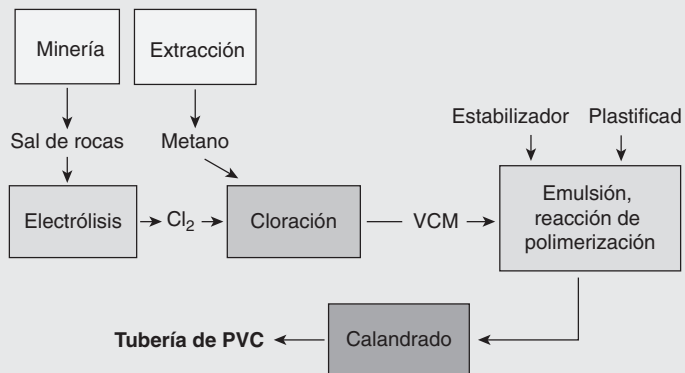 Minería
Extracción
Sal de rocas
Metano
Estabilizador
Plastificad
Electrólisis
Cl2
Cloración
VCM
Emulsión,
reacción de
polimerización
Tubería de PVC
Calandrado